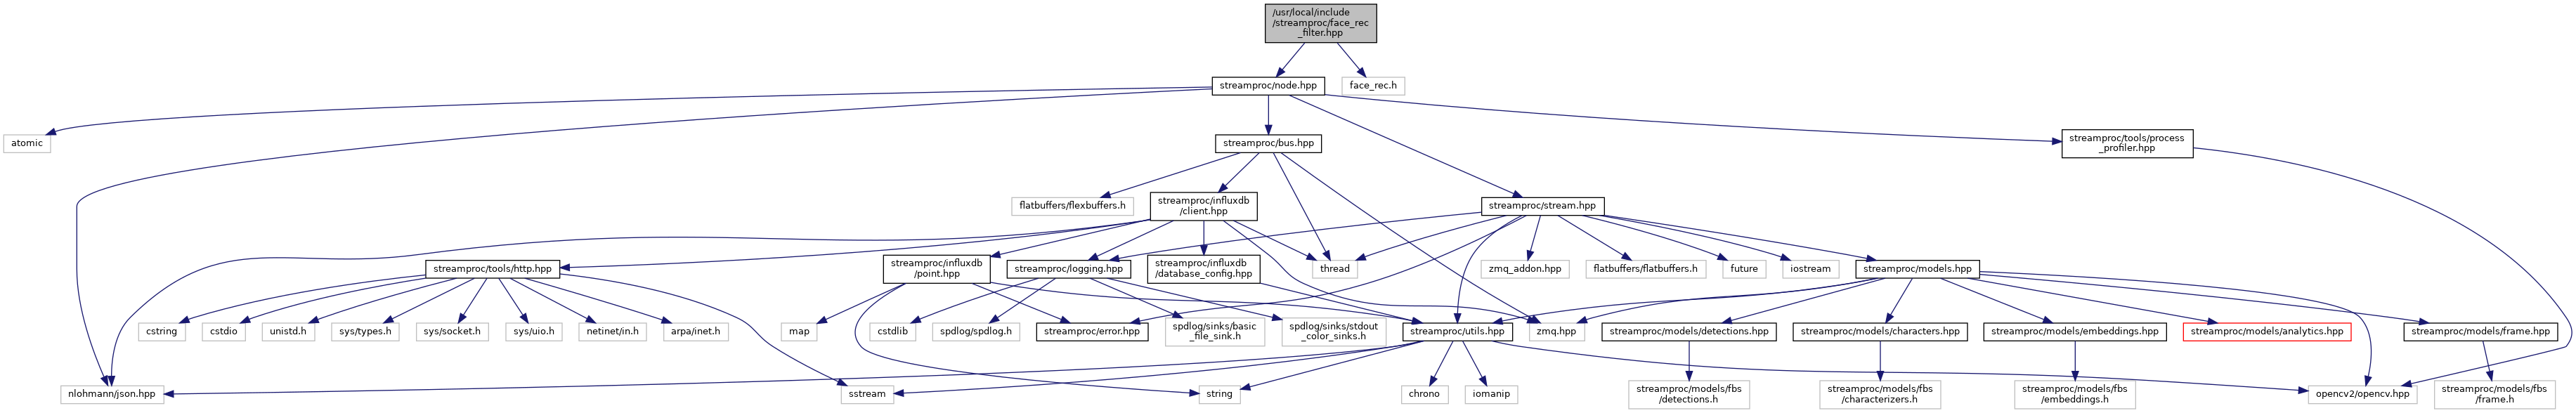 /usr/local/include
/streamproc/face_rec
_filter.hpp
streamproc/node.hpp
face_rec.h
atomic
streamproc/bus.hpp
streamproc/tools/process
_profiler.hpp
flatbuffers/flexbuffers.h
streamproc/influxdb
/client.hpp
streamproc/stream.hpp
streamproc/tools/http.hpp
streamproc/influxdb
/point.hpp
streamproc/logging.hpp
streamproc/influxdb
/database_config.hpp
thread
zmq_addon.hpp
flatbuffers/flatbuffers.h
future
iostream
streamproc/models.hpp
cstring
cstdio
unistd.h
sys/types.h
sys/socket.h
sys/uio.h
netinet/in.h
arpa/inet.h
map
cstdlib
spdlog/spdlog.h
streamproc/error.hpp
spdlog/sinks/basic
_file_sink.h
spdlog/sinks/stdout
_color_sinks.h
streamproc/utils.hpp
zmq.hpp
streamproc/models/detections.hpp
streamproc/models/characters.hpp
streamproc/models/embeddings.hpp
streamproc/models/analytics.hpp
streamproc/models/frame.hpp
nlohmann/json.hpp
sstream
string
chrono
iomanip
streamproc/models/fbs
/detections.h
streamproc/models/fbs
/characterizers.h
streamproc/models/fbs
/embeddings.h
opencv2/opencv.hpp
streamproc/models/fbs
/frame.h